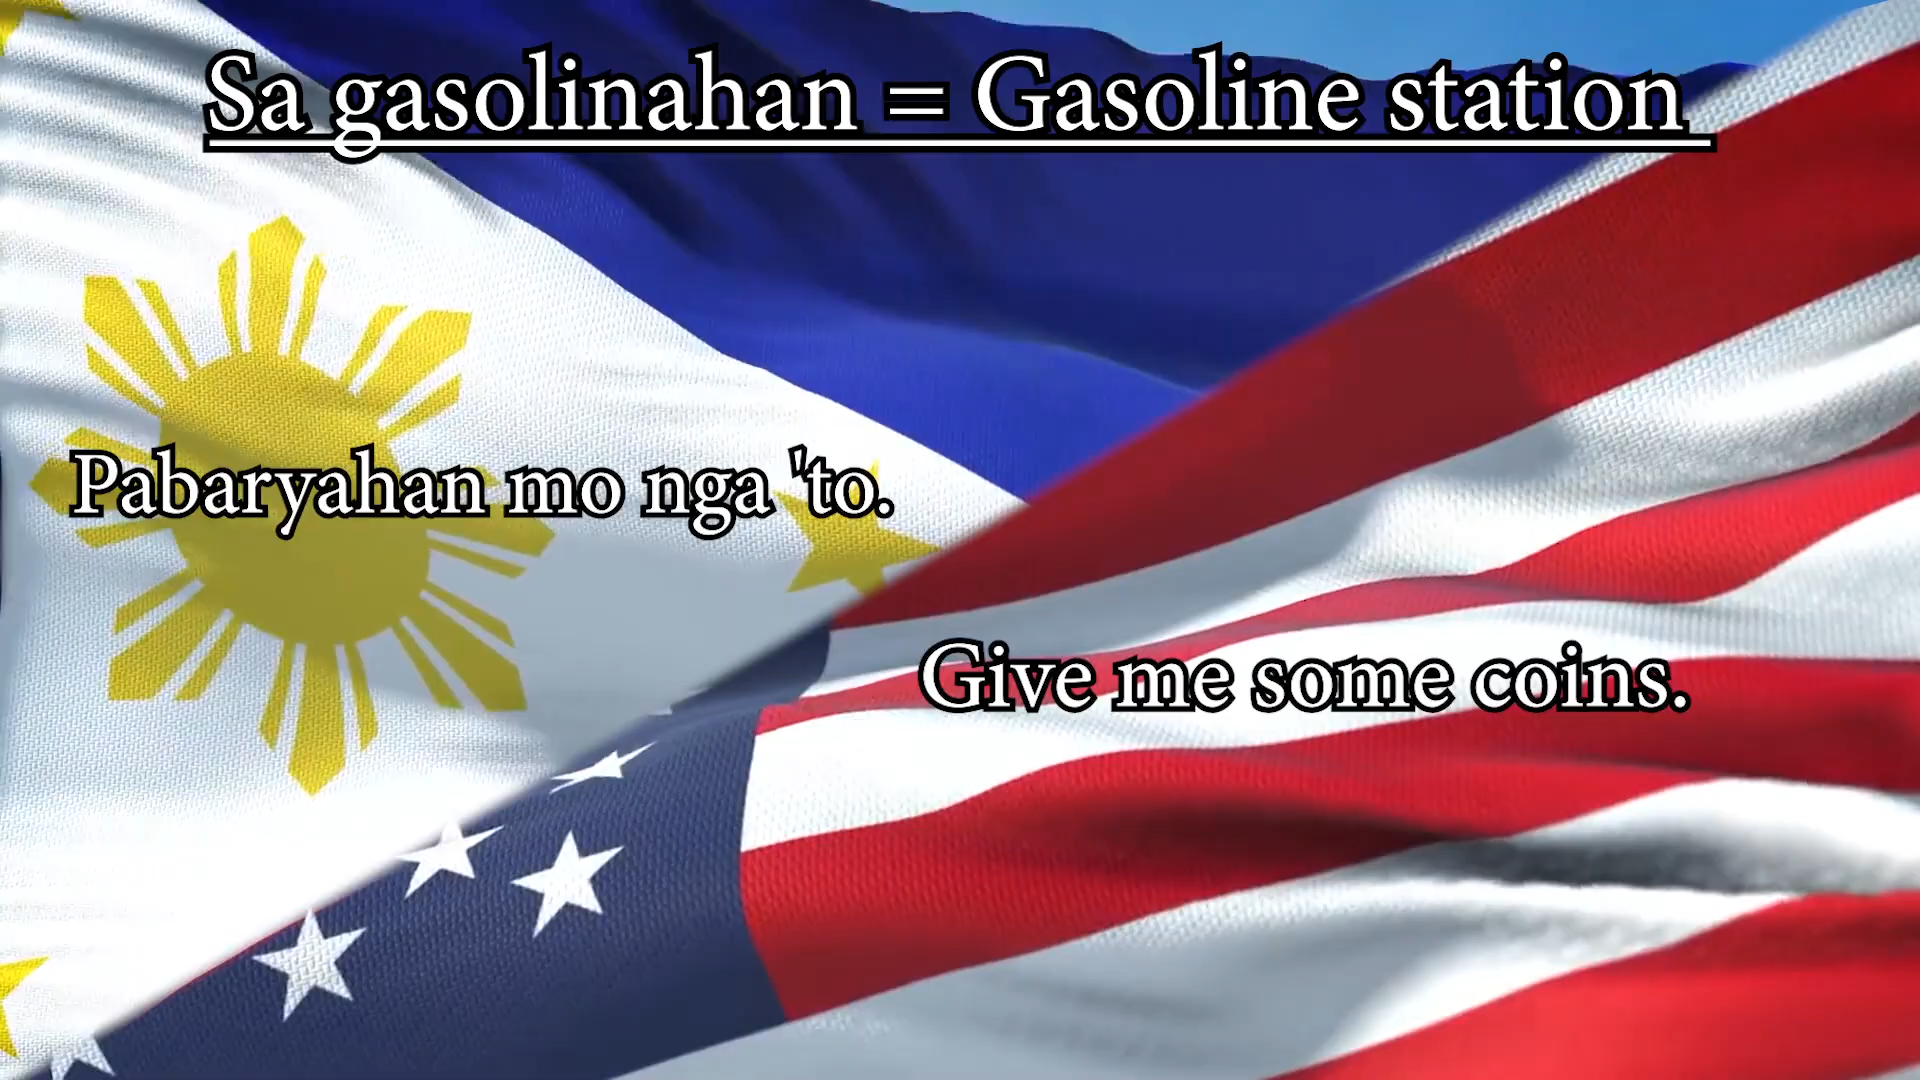 Sa gasolinahan = Gasoline station
Pabaryahan mo nga 'to.
Give me some coins.